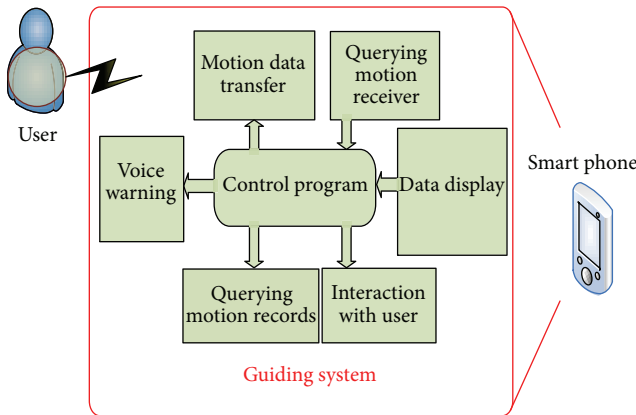 User
Motion data
transfer
Querying
motion
receiver
Voice
warning
Control program
Data display
Smart phone
Querying
motion records
Interaction
with user
Guiding system